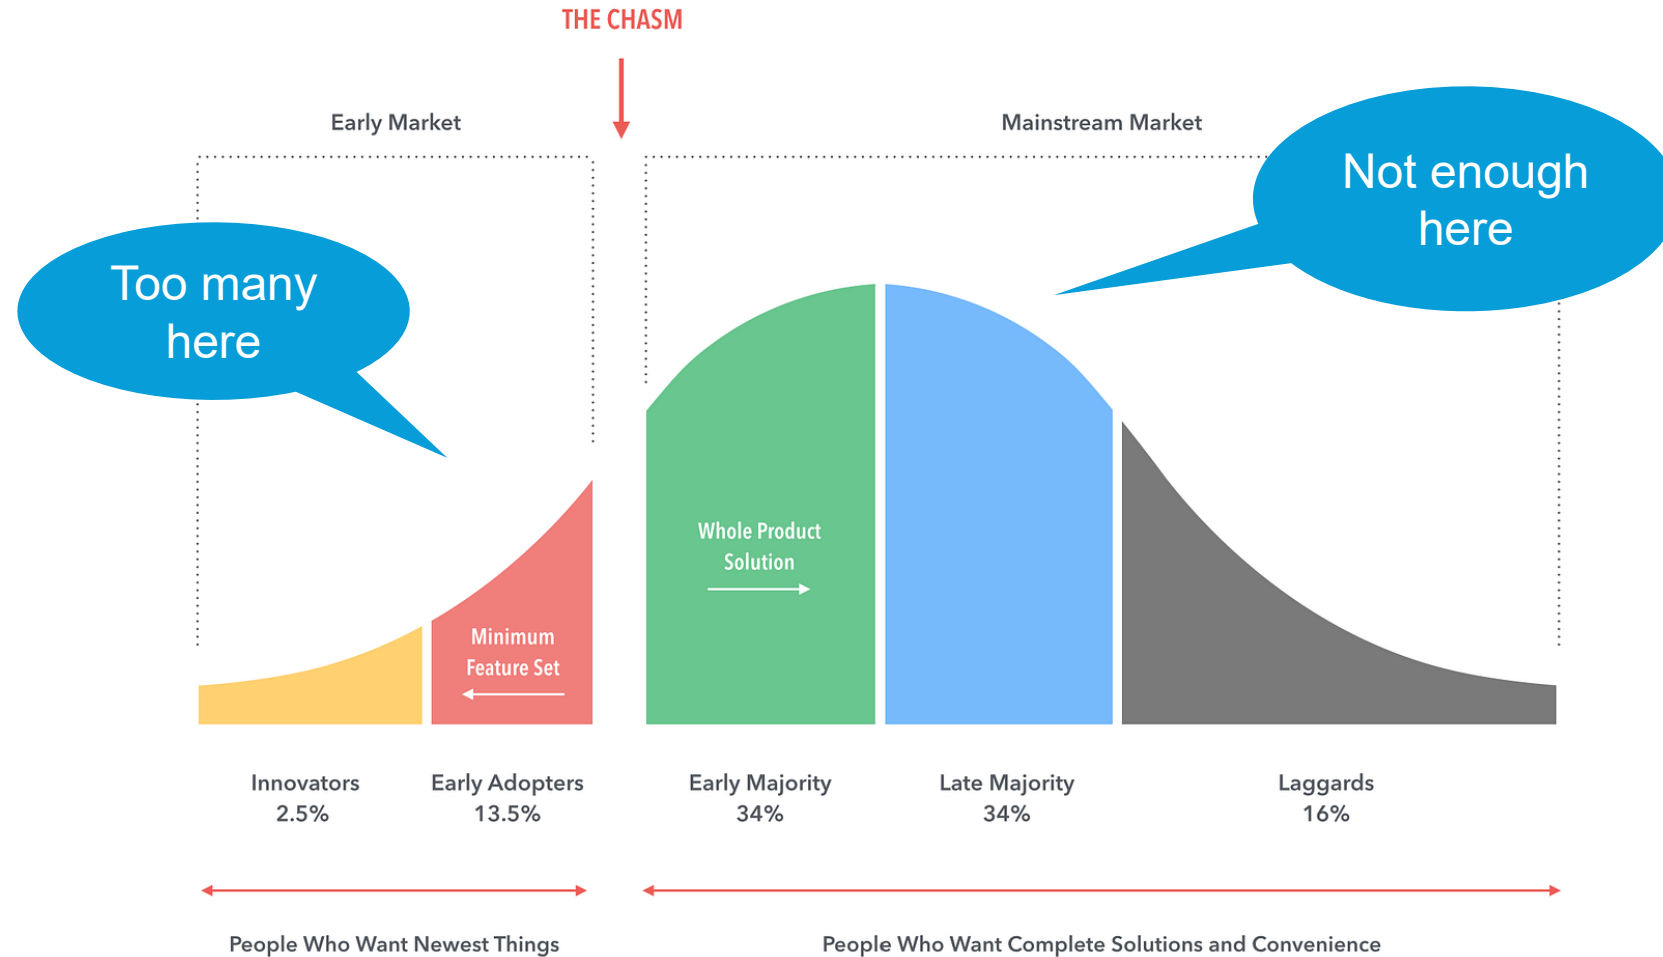 THE CHASM
Early Market
Mainstream Market
Too many
here
Not enough
here
Whole Product
Solution
Minimum
Feature Set
Innovators
2.5%
Early Adopters
13.5%
Early Majority
34%
Late Majority
34%
Laggards
16%
People Who Want Newest Things
People Who Want Complete Solutions and Convenience